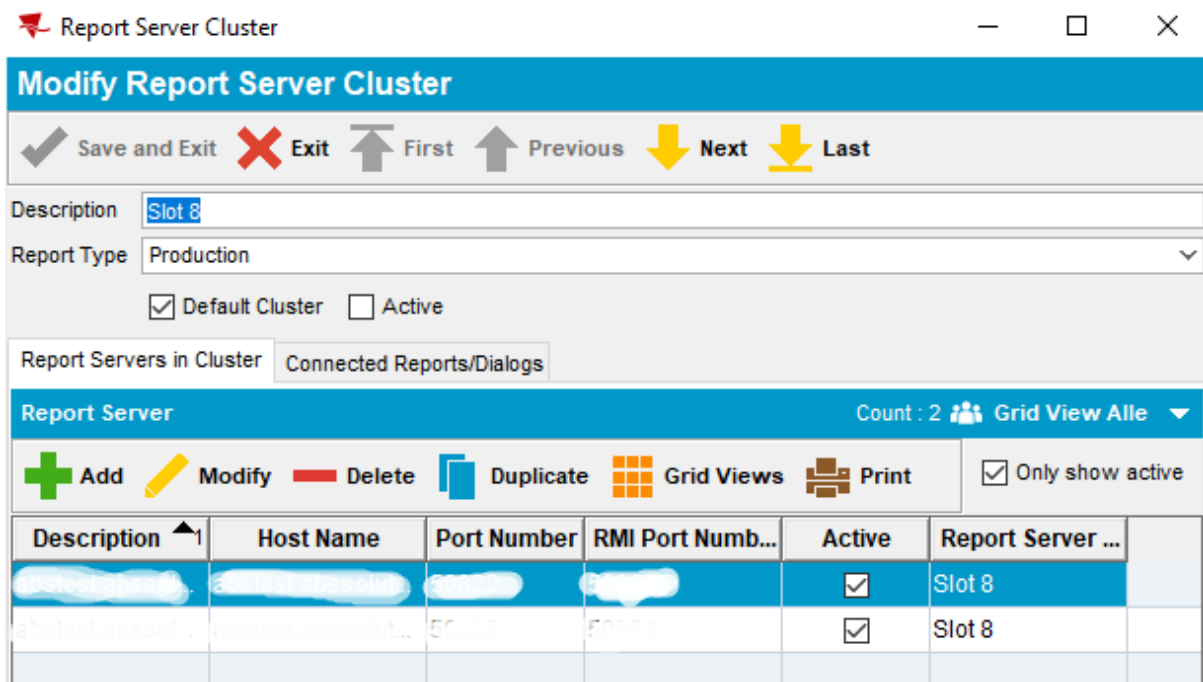 Report Server Cluster
Modify Report Server Cluster
Save and Exit Exit First Previous Next Last
Description Slot 8
Report Type Production
Default Cluster Active
Report Servers in Cluster Connected Reports/Dialogs
Report Server Count : 2 Grid View Alle
Add Modify Delete Duplicate Grid Views Print Only show active
Description 1 Host Name Port Number RMI Port Numb... Active Report Server ...
Slot 8
Slot 8